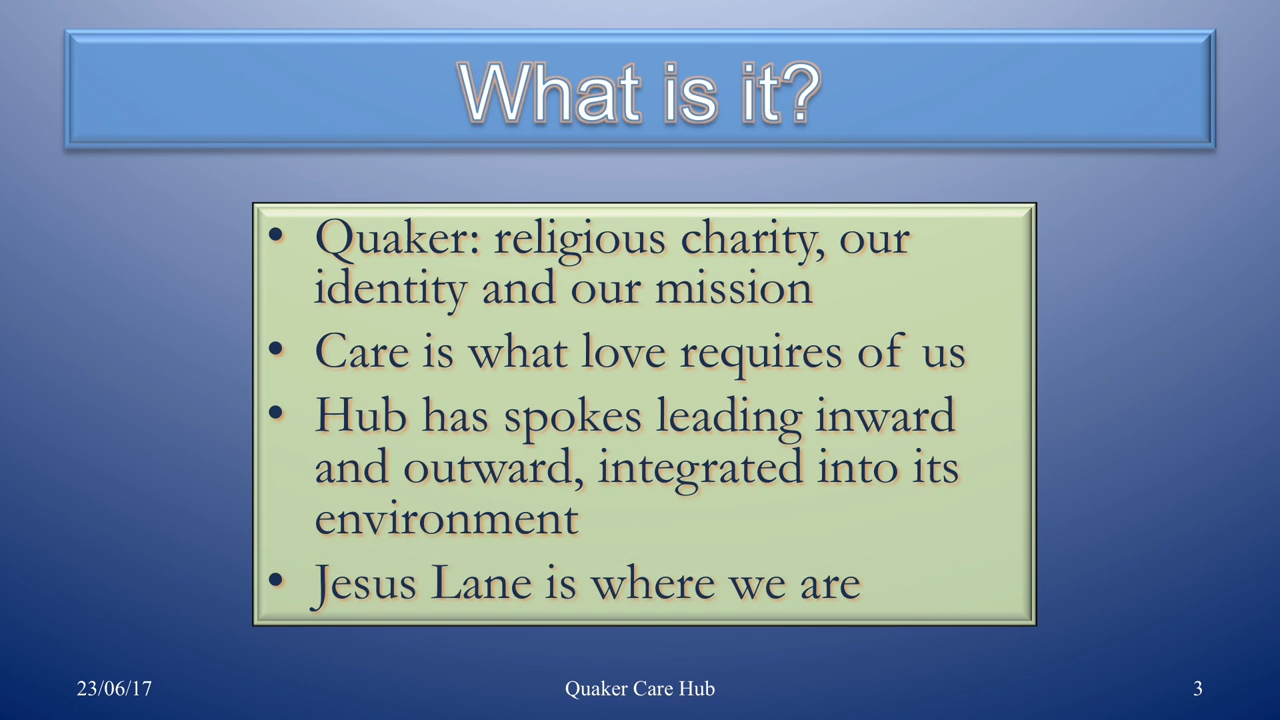 What is it?
• Quaker: religious charity, our
identity and our mission
• Care is what love requires of us
• Hub has spokes leading inward
and outward, integrated into its
environment
• Jesus Lane is where we are
23/06/17
Quaker Care Hub
3